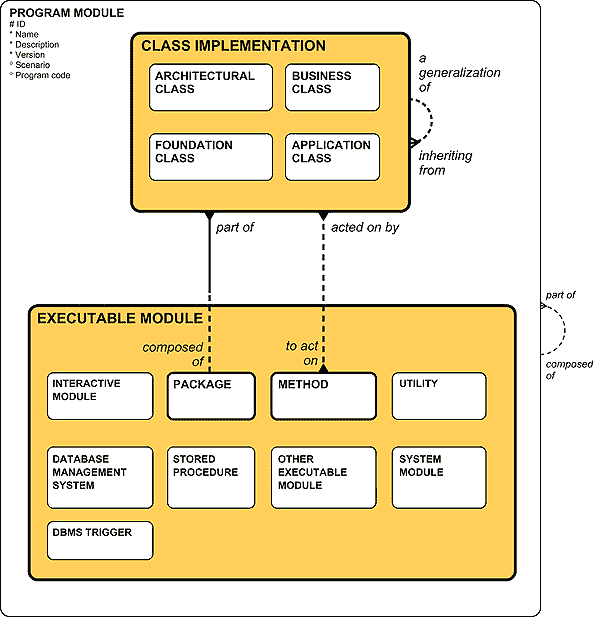 PROGRAM MODULE
# ID
* Name
* Description
* Version
° Scenario
° Program code
CLASS IMPLEMENTATION
ARCHITECTURAL
CLASS
BUSINESS
CLASS
FOUNDATION
CLASS
APPLICATION
CLASS
a
generalization
of
inheriting
from
part of
acted on by
EXECUTABLE MODULE
composed
of
to act
on
part of
composed
of
INTERACTIVE
MODULE
PACKAGE
METHOD
UTILITY
DATABASE
MANAGEMENT
SYSTEM
STORED
PROCEDURE
OTHER
EXECUTABLE
MODULE
SYSTEM
MODULE
DBMS TRIGGER